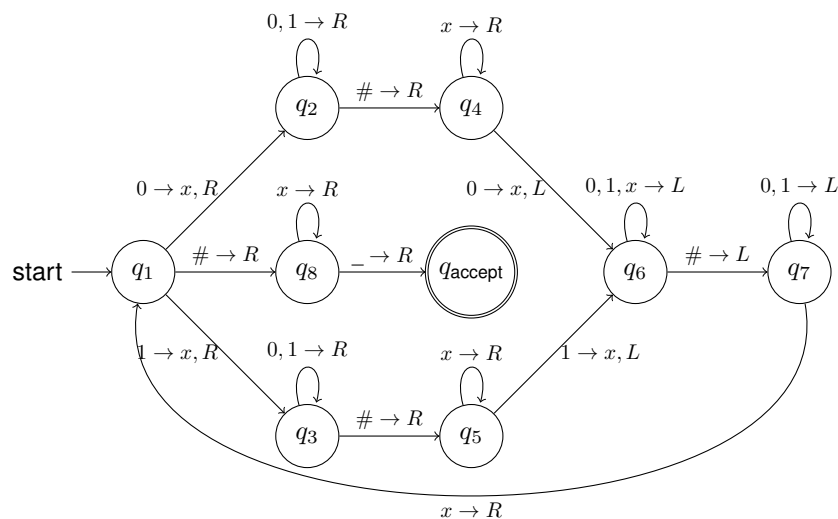 0, 1 → R
x → R
q2
# → R
q4
0 → x, R
x → R
0 → x, L
0, 1, x → L
0, 1 → L
start
q1
# → R
q8
_ → R
qaccept
q6
# → L
q7
1 → x, R
0, 1 → R
x → R
1 → x, L
q3
# → R
q5
x → R